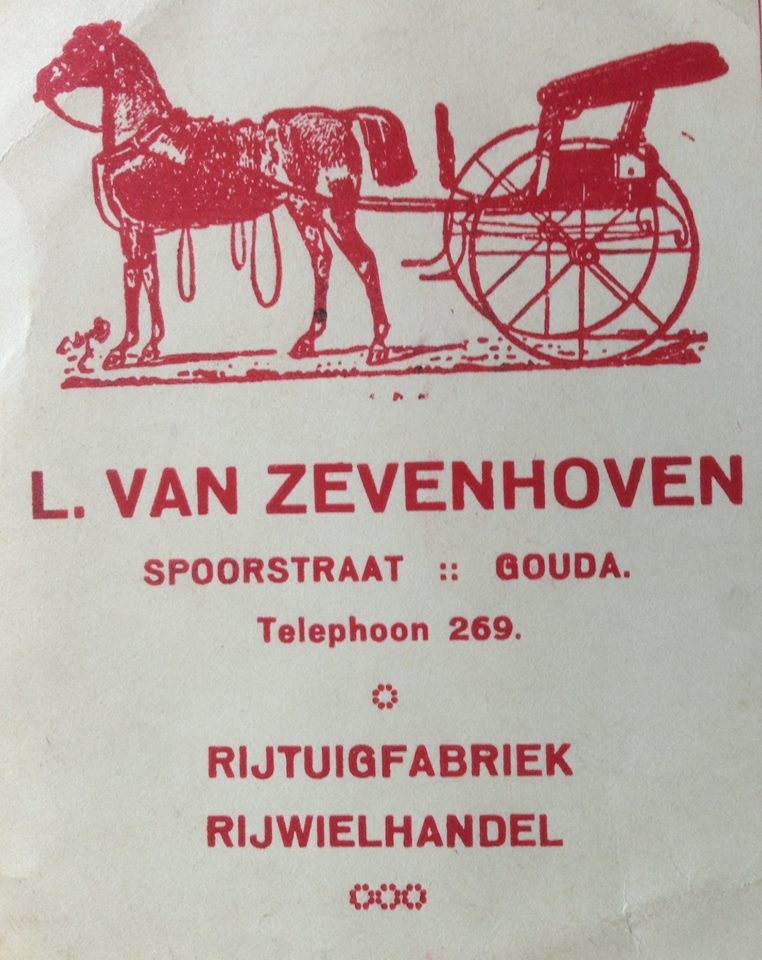 L. VAN ZEVENHOVEN
SPOORSTRAAT :: GOUDA.
Telephoon 269.
RIJTUIGFABRIEK
RIJWIELHANDEL